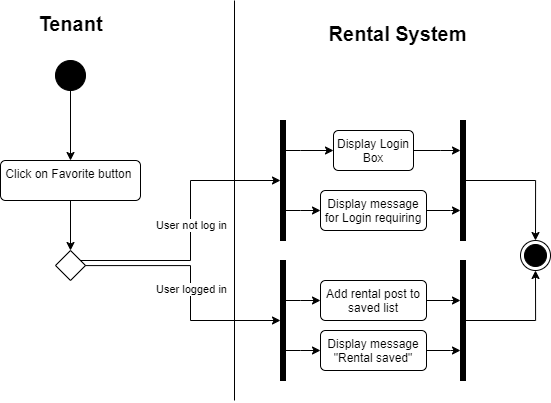 Tenant
Rental System
Click on Favorite button
Display Login
Box
Display message
for Login requiring
User not log in
User logged in
Add rental post to
saved list
Display message
"Rental saved"